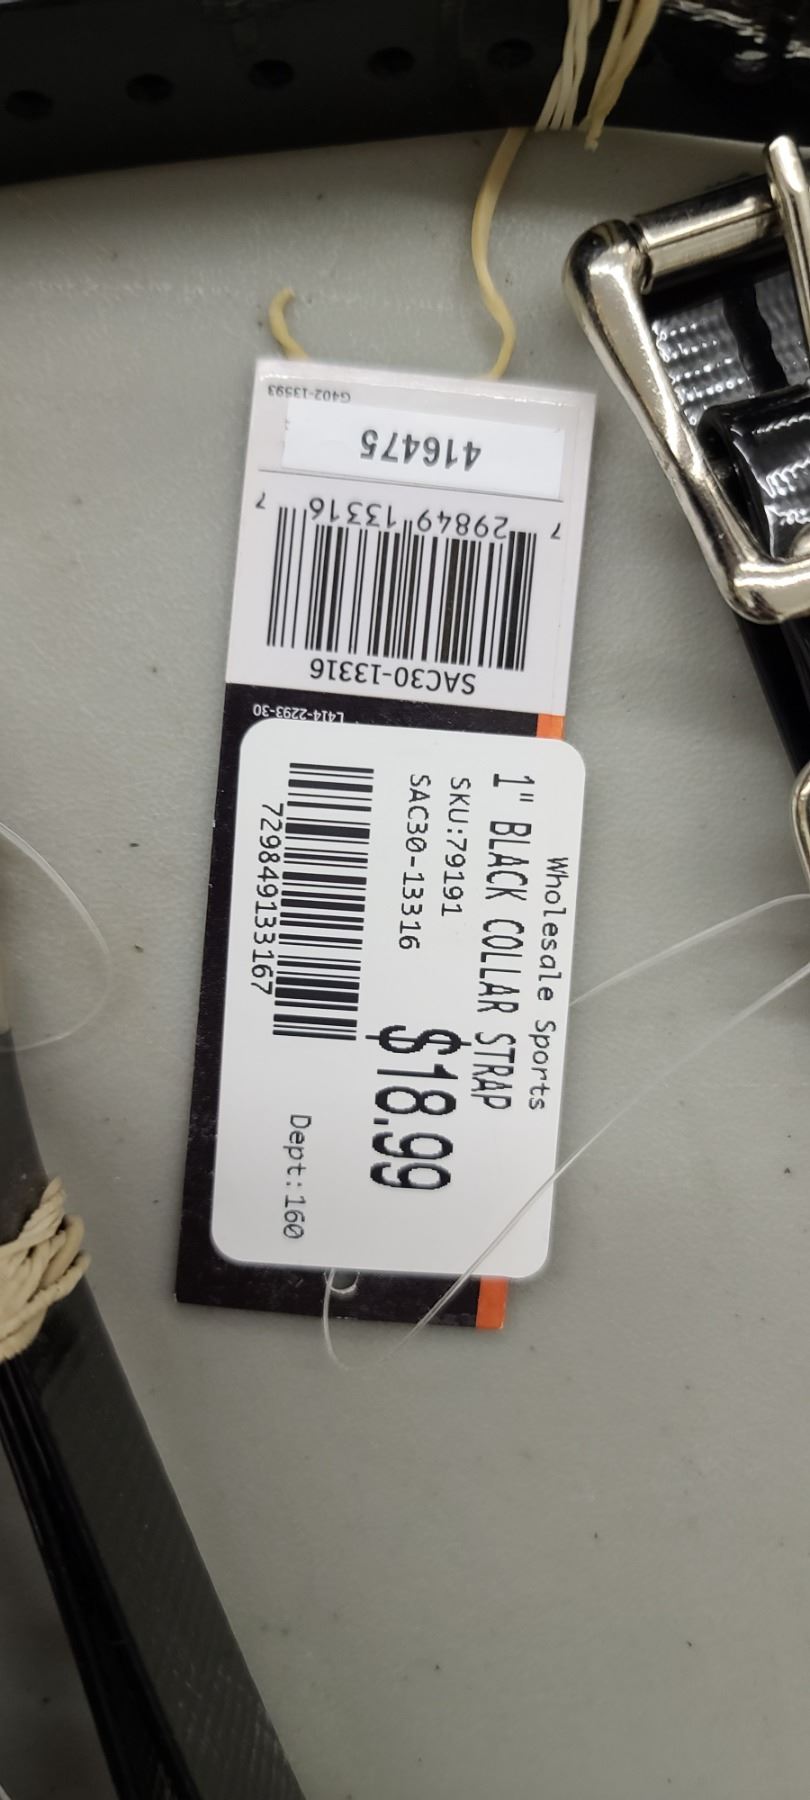 G402-13593
416475
7 29849 13316 7
SAC30-13316
L414-2293-30
Wholesale Sports
1" BLACK COLLAR STRAP
SKU:79191
SAC30-13316
$18.99
729849133167
Dept:160